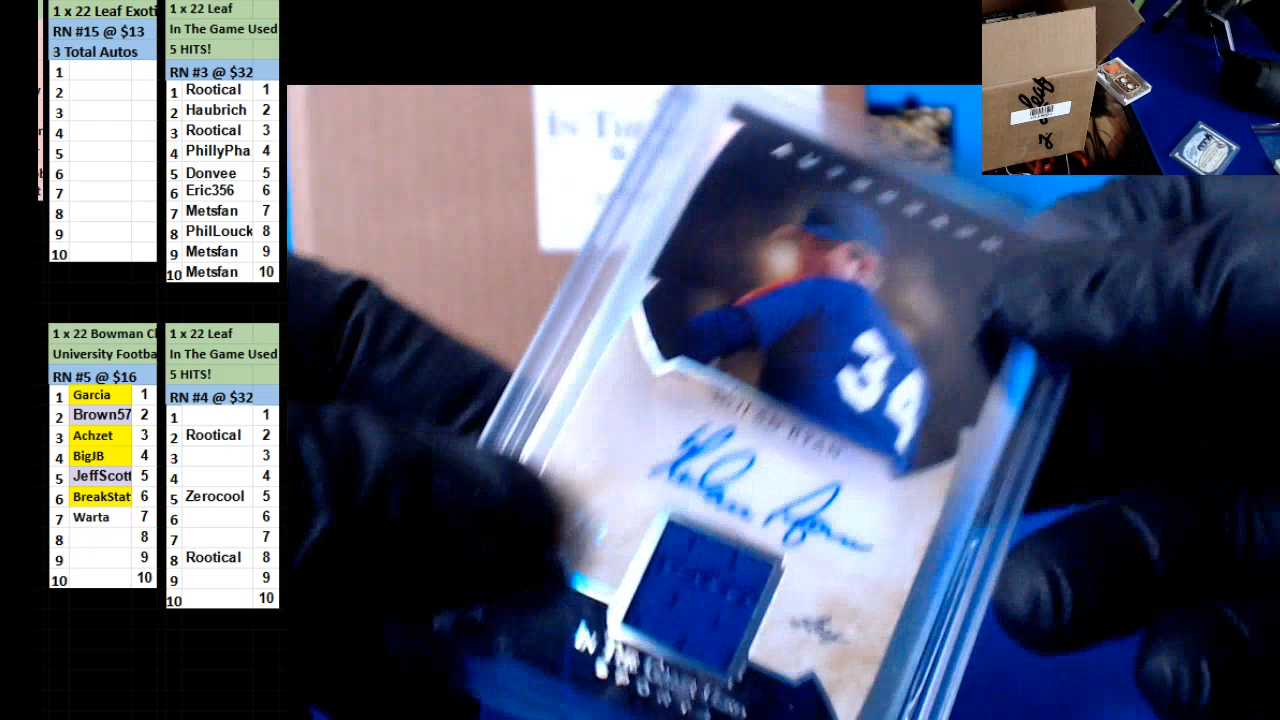 1 x 22 Leaf Exoti
RN #15 @ $13
3 Total Autos
1
2
3
4
5
6
7
8
9
10
1 x 22 Leaf
In The Game Used
5 HITS!
RN #3 @ $32
1 Rootical 1
2 Haubrich 2
3 Rootical 3
4 PhillyPha 4
5 Donvee 5
6 Eric356 6
7 Metsfan 7
8 PhilLouck 8
9 Metsfan 9
10 Metsfan 10
1 x 22 Bowman C
University Footba
RN #5 @ $16
1 Garcia 1
2 Brown57 2
3 Achzet 3
4 BigJB 4
5 JeffScott 5
6 BreakStat 6
7 Warta 7
8 8
9 9
10 10
1 x 22 Leaf
In The Game Used
5 HITS!
RN #4 @ $32
1 1
2 Rootical 2
3 3
4 4
5 Zerocool 5
6 6
7 7
8 Rootical 8
9 9
10 10
AUTOGRAPH
34
NOLAN RYAN
Nolan Ryan
leaf
2